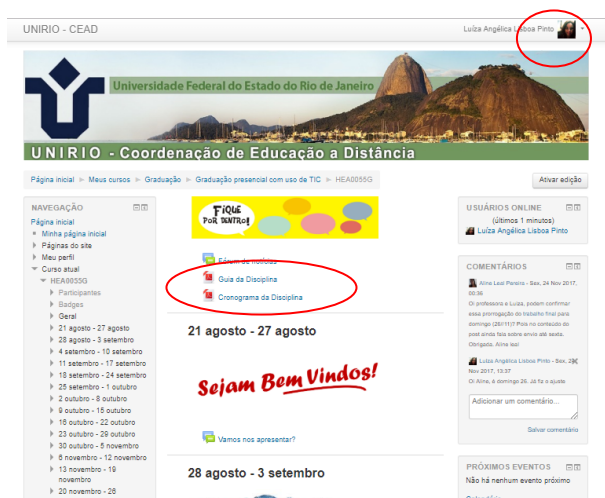 UNIRIO - CEAD
Luíza Angélica Lisboa Pinto
Universidade Federal do Estado do Rio de Janeiro
UNIRIO - Coordenação de Educação a Distância
Página inicial ► Meus cursos ► Graduação ► Graduação presencial com uso de TIC ► HEA0055G
Ativar edição
NAVEGAÇÃO
Página inicial
Minha página inicial
Páginas do site
Meu perfil
Curso atual
HEA0055G
Participantes
Badges
Geral
21 agosto - 27 agosto
28 agosto - 3 setembro
4 setembro - 10 setembro
11 setembro - 17 setembro
18 setembro - 24 setembro
25 setembro - 1 outubro
2 outubro - 8 outubro
9 outubro - 15 outubro
16 outubro - 22 outubro
23 outubro - 29 outubro
30 outubro - 5 novembro
6 novembro - 12 novembro
13 novembro - 19
novembro
20 novembro - 26
FIQUE
POR DENTRO!
Fórum de notícias
Guia da Disciplina
Cronograma da Disciplina
21 agosto - 27 agosto
Sejam Bem Vindos!
Vamos nos apresentar?
28 agosto - 3 setembro
USUÁRIOS ONLINE
(últimos 1 minutos)
Luíza Angélica Lisboa Pinto
COMENTÁRIOS
Aline Lessi Pereira - Sex, 24 Nov 2017,
00:36
Oi professora e Luíza, podem confirmar
essa prorrogação do trabalho final para
domingo (26/11)? Pois no conteúdo do
post ainda fala sobre até sexta.
Obrigada, Aline lessi
Luíza Angélica Lisboa Pinto - Sex, 24
Nov 2017, 13:37
Oi Aline, é domingo 26. Já fiz o ajuste
Adicionar um comentário...
Salvar comentário
PRÓXIMOS EVENTOS
Não há nenhum evento próximo